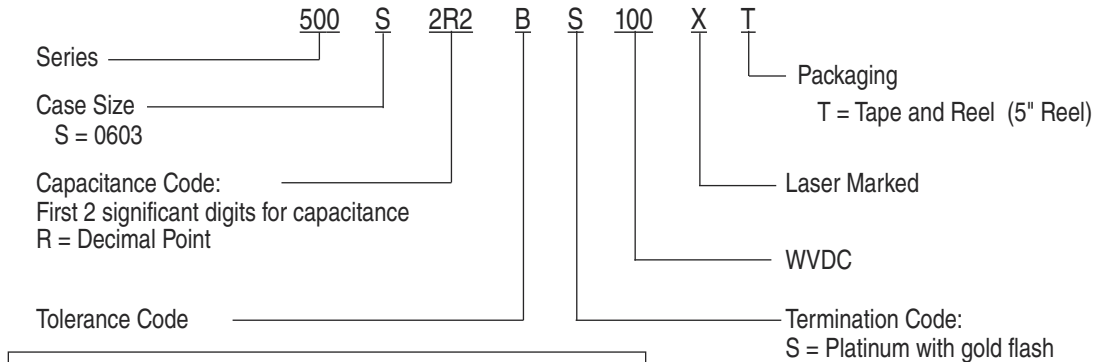 500 S 2R2 B S 100 X T
Series
Case Size
S = 0603
Capacitance Code:
First 2 significant digits for capacitance
R = Decimal Point
Tolerance Code
Packaging
T = Tape and Reel (5" Reel)
Laser Marked
WVDC
Termination Code:
S = Platinum with gold flash